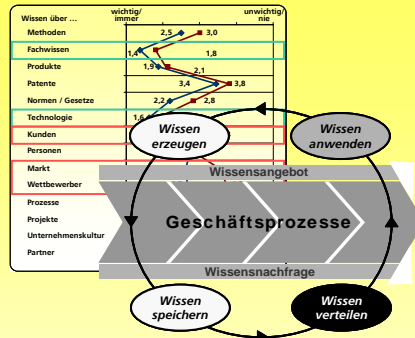 Wissen über ...
wichtig/
immer
unwichtig/
nie
Methoden
2,5
3,0
Fachwissen
1,4
1,8
Produkte
1,9
2,1
Patente
3,4
3,8
Normen / Gesetze
2,2
2,8
Technologie
1,6
Kunden
Personen
Markt
Wettbewerber
Prozesse
Projekte
Unternehmenskultur
Partner
Wissen
erzeugen
Wissen
anwenden
Wissensangebot
Geschäftsprozesse
Wissensnachfrage
Wissen
speichern
Wissen
verteilen